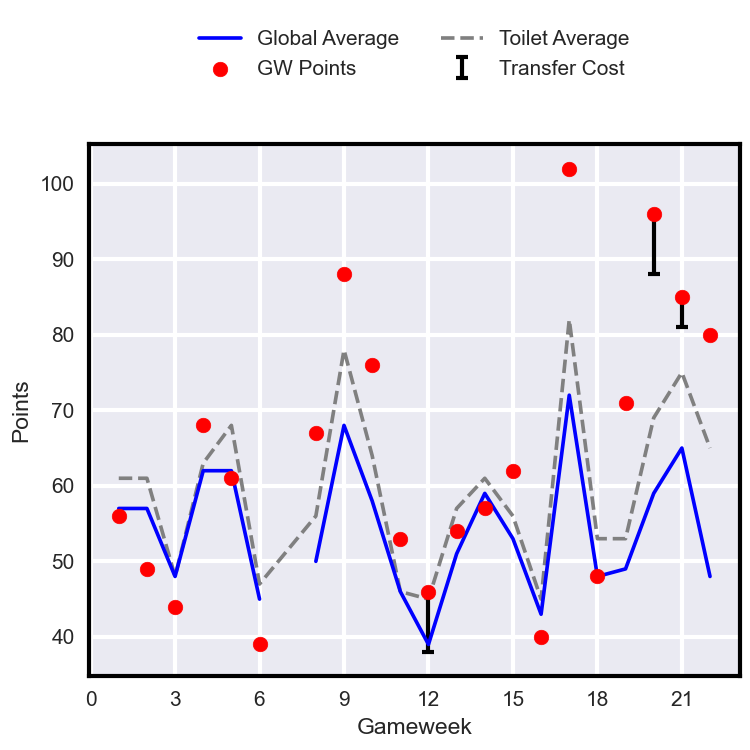 Global Average
Toilet Average
GW Points
Transfer Cost
100
90
80
70
60
50
40
Points
0 3 6 9 12 15 18 21
Gameweek